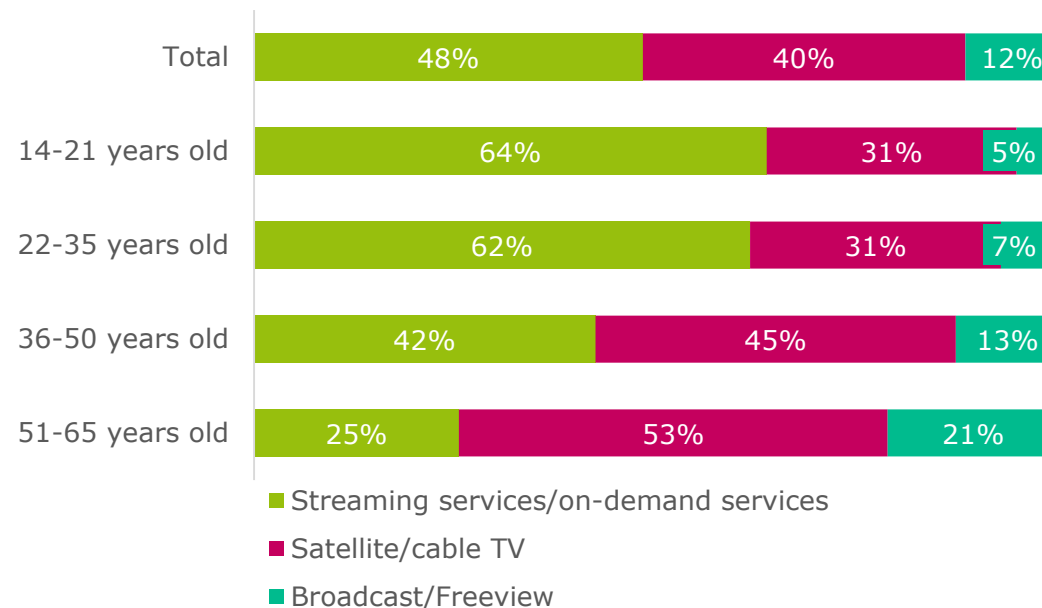 Total 48% 40% 12%
14-21 years old 64% 31% 5%
22-35 years old 62% 31% 7%
36-50 years old 42% 45% 13%
51-65 years old 25% 53% 21%
Streaming services/on-demand services
Satellite/cable TV
Broadcast/Freeview